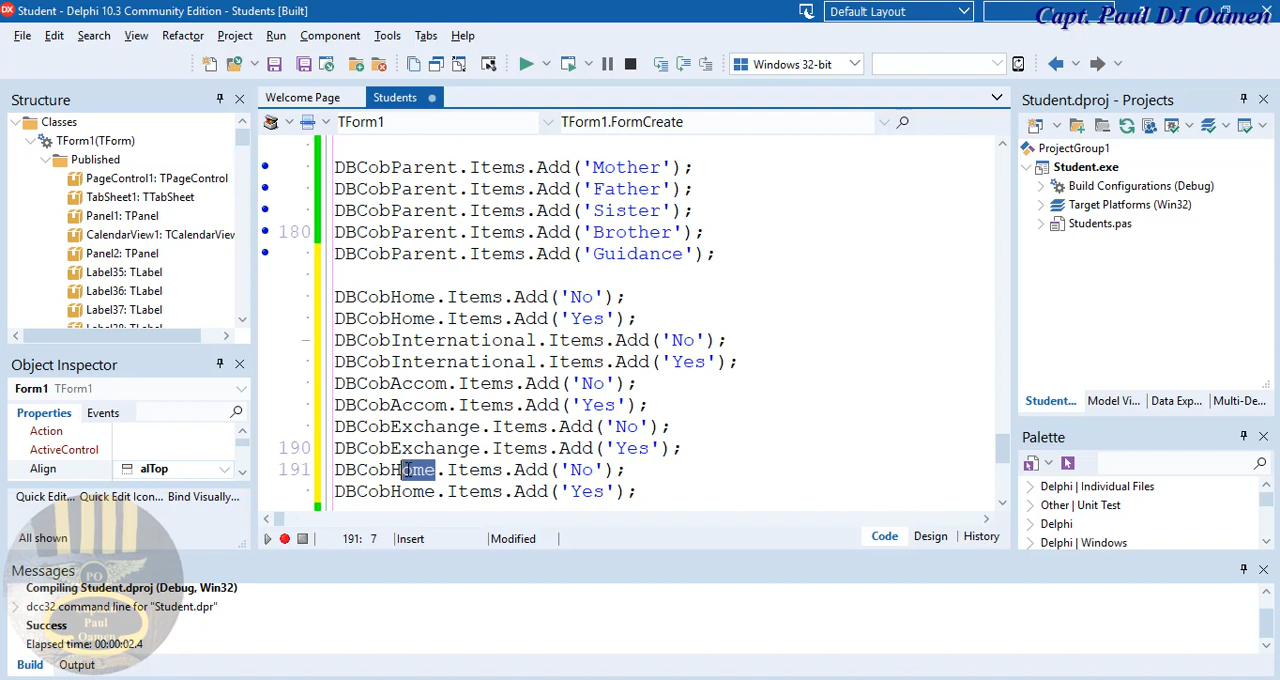 Student - Delphi 10.3 Community Edition - Students [Built]
Default Layout
Capt. Paul DJ Oamen
File Edit Search View Refactor Project Run Component Tools Tabs Help
Windows 32-bit
Structure
Classes
TForm1(TForm)
Published
PageControl1: TPageControl
TabSheet1: TTabSheet
Panel1: TPanel
CalendarView1: TCalendarView
Panel2: TPanel
Label35: TLabel
Label36: TLabel
Label37: TLabel
Label38: TLabel
Object Inspector
Form1 TForm1
Properties Events
Action
ActiveControl
Align alTop
Quick Edit... Quick Edit Icon... Bind Visually...
All shown
Welcome Page Students
TForm1 TForm1.FormCreate
DBCobParent.Items.Add('Mother');
DBCobParent.Items.Add('Father');
DBCobParent.Items.Add('Sister');
180 DBCobParent.Items.Add('Brother');
DBCobParent.Items.Add('Guidance');
DBCobHome.Items.Add('No');
DBCobHome.Items.Add('Yes');
DBCobInternational.Items.Add('No');
DBCobInternational.Items.Add('Yes');
DBCobAccom.Items.Add('No');
DBCobAccom.Items.Add('Yes');
DBCobExchange.Items.Add('No');
190 DBCobExchange.Items.Add('Yes');
191 DBCobHome.Items.Add('No');
DBCobHome.Items.Add('Yes');
191: 7 Insert Modified Code Design History
Student.dproj - Projects
ProjectGroup1
Student.exe
Build Configurations (Debug)
Target Platforms (Win32)
Students.pas
Student... Model Vi... Data Exp... Multi-De...
Palette
Delphi | Individual Files
Other | Unit Test
Delphi
Delphi | Windows
Messages
Compiling Student.dproj (Debug, Win32)
dcc32 command line for "Student.dpr"
Success
Elapsed time: 00:00:02.4
Build Output
PO
Captain
Paul
Oamen